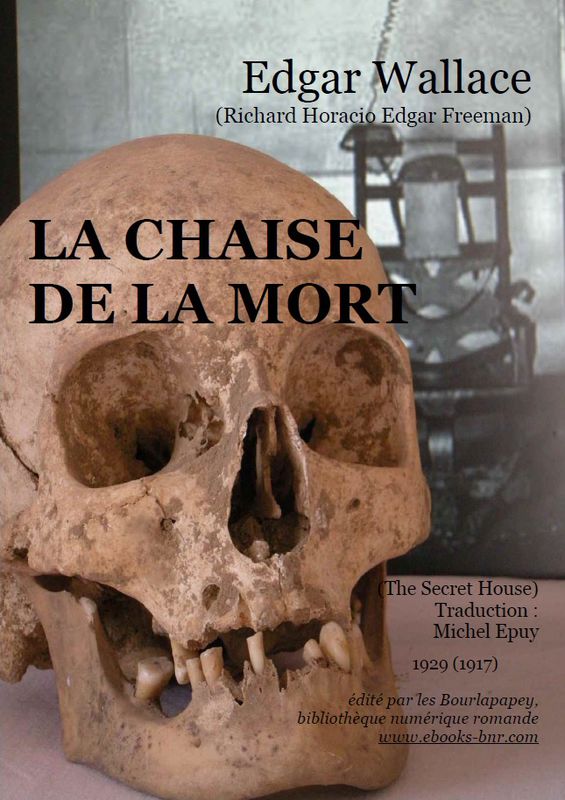 Edgar Wallace
(Richard Horacio Edgar Freeman)
LA CHAISE
DE LA MORT
(The Secret House)
Traduction :
Michel Epuy
1929 (1917)
édité par les Bourlapapey,
bibliothèque numérique romande
www.ebooks-bnr.com